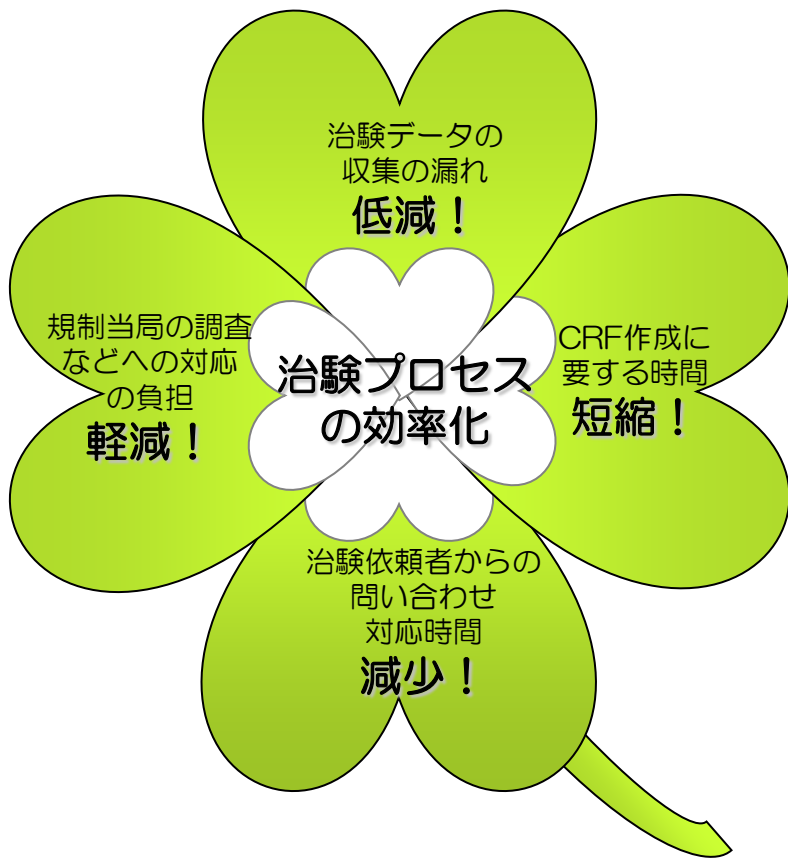 治験データの
収集の漏れ
低減！
規制当局の調査
などへの対応
の負担
軽減！
治験プロセス
の効率化
CRF作成に
要する時間
短縮！
治験依頼者からの
問い合わせ
対応時間
減少！